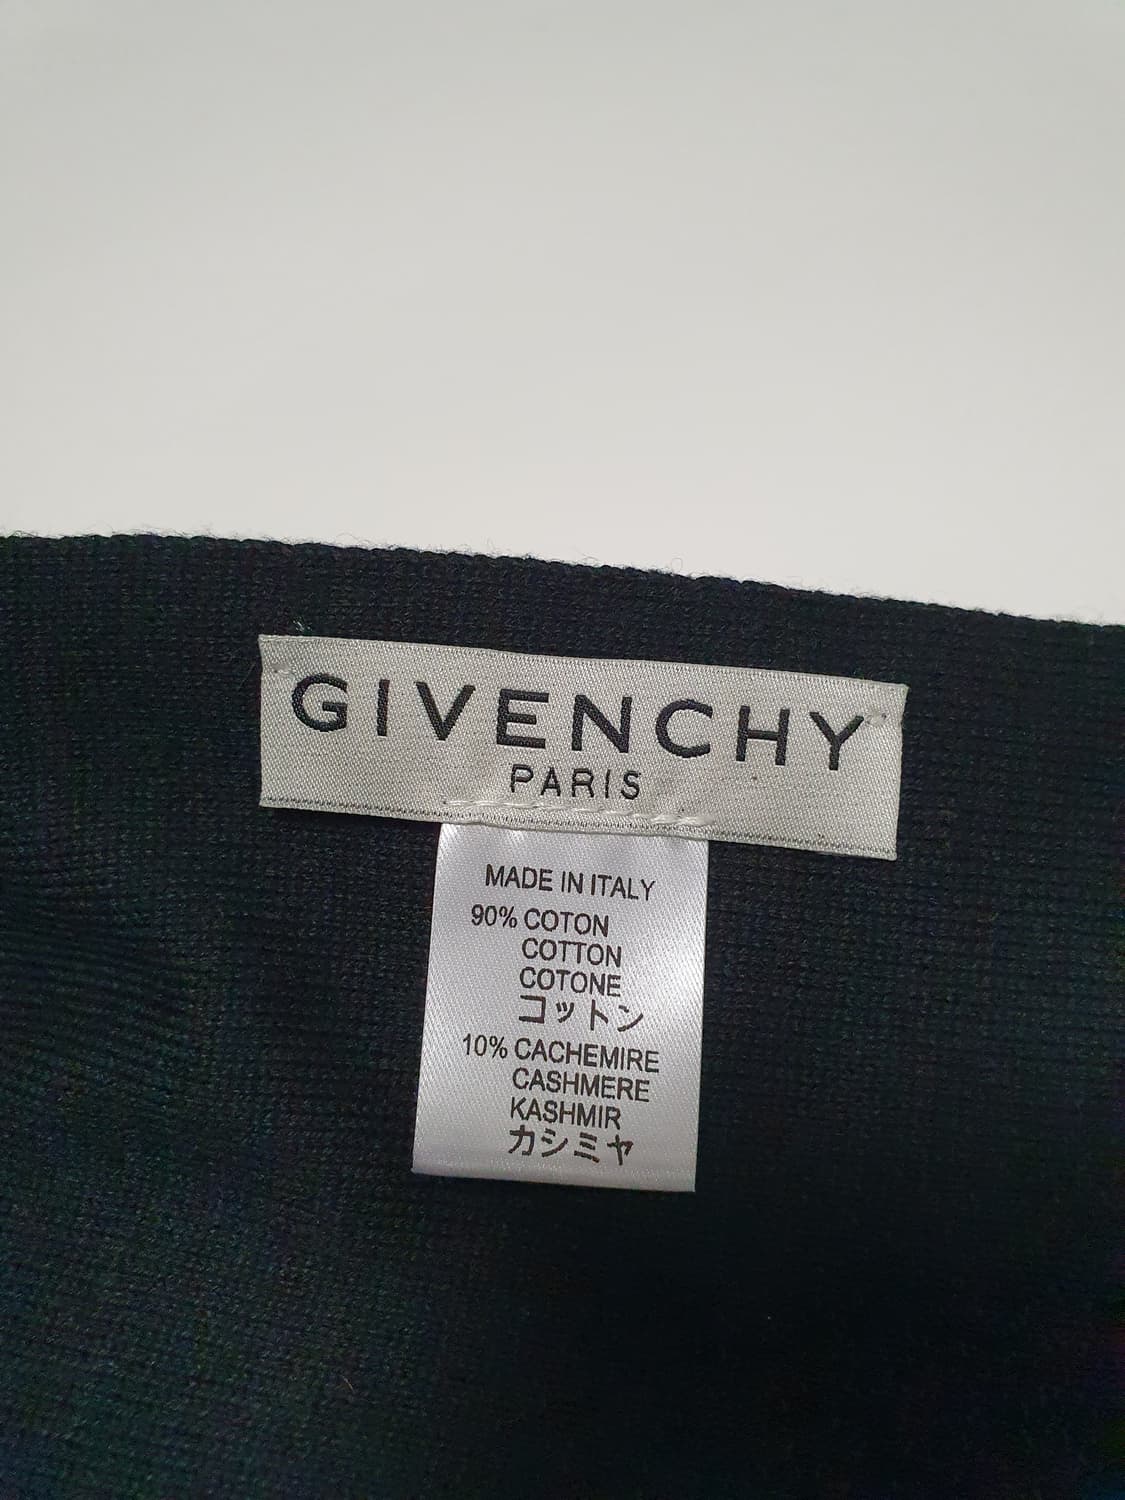 GIVENCHY
PARIS
MADE IN ITALY
90% COTON
COTTON
COTONE
コットン
10% CACHEMIRE
CASHMERE
KASHMIR
カシミヤ